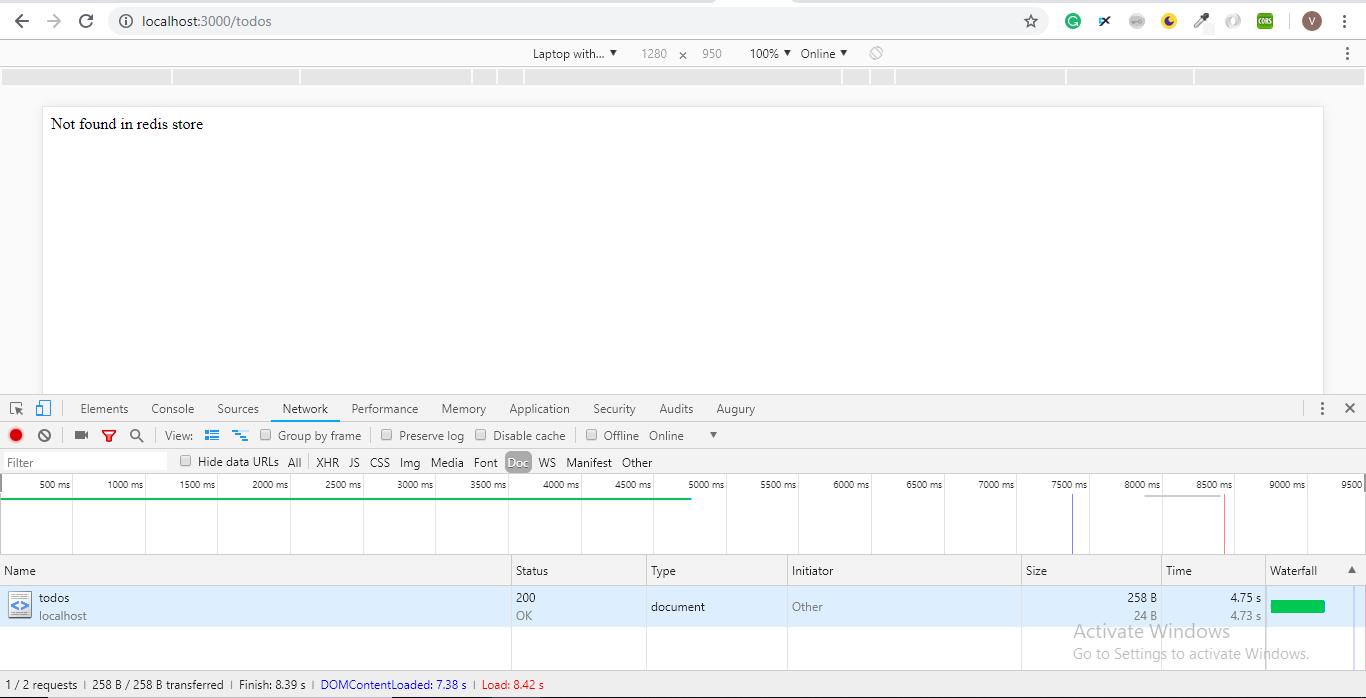 localhost:3000/todos
CORS
V
Laptop with... ▼ 1280 × 950 100% ▼ Online ▼
Not found in redis store
Elements Console Sources Network Performance Memory Application Security Audits Augury
View: Group by frame Preserve log Disable cache Offline Online ▼
Filter Hide data URLs All XHR JS CSS Img Media Font Doc WS Manifest Other
500 ms 1000 ms 1500 ms 2000 ms 2500 ms 3000 ms 3500 ms 4000 ms 4500 ms 5000 ms 5500 ms 6000 ms 6500 ms 7000 ms 7500 ms 8000 ms 8500 ms 9000 ms 9500
Name Status Type Initiator Size Time Waterfall ▲
todos 200 document Other 258 B 4.75 s
localhost OK 24 B 4.73 s
Activate Windows
Go to Settings to activate Windows.
1 / 2 requests | 258 B / 258 B transferred | Finish: 8.39 s | DOMContentLoaded: 7.38 s | Load: 8.42 s